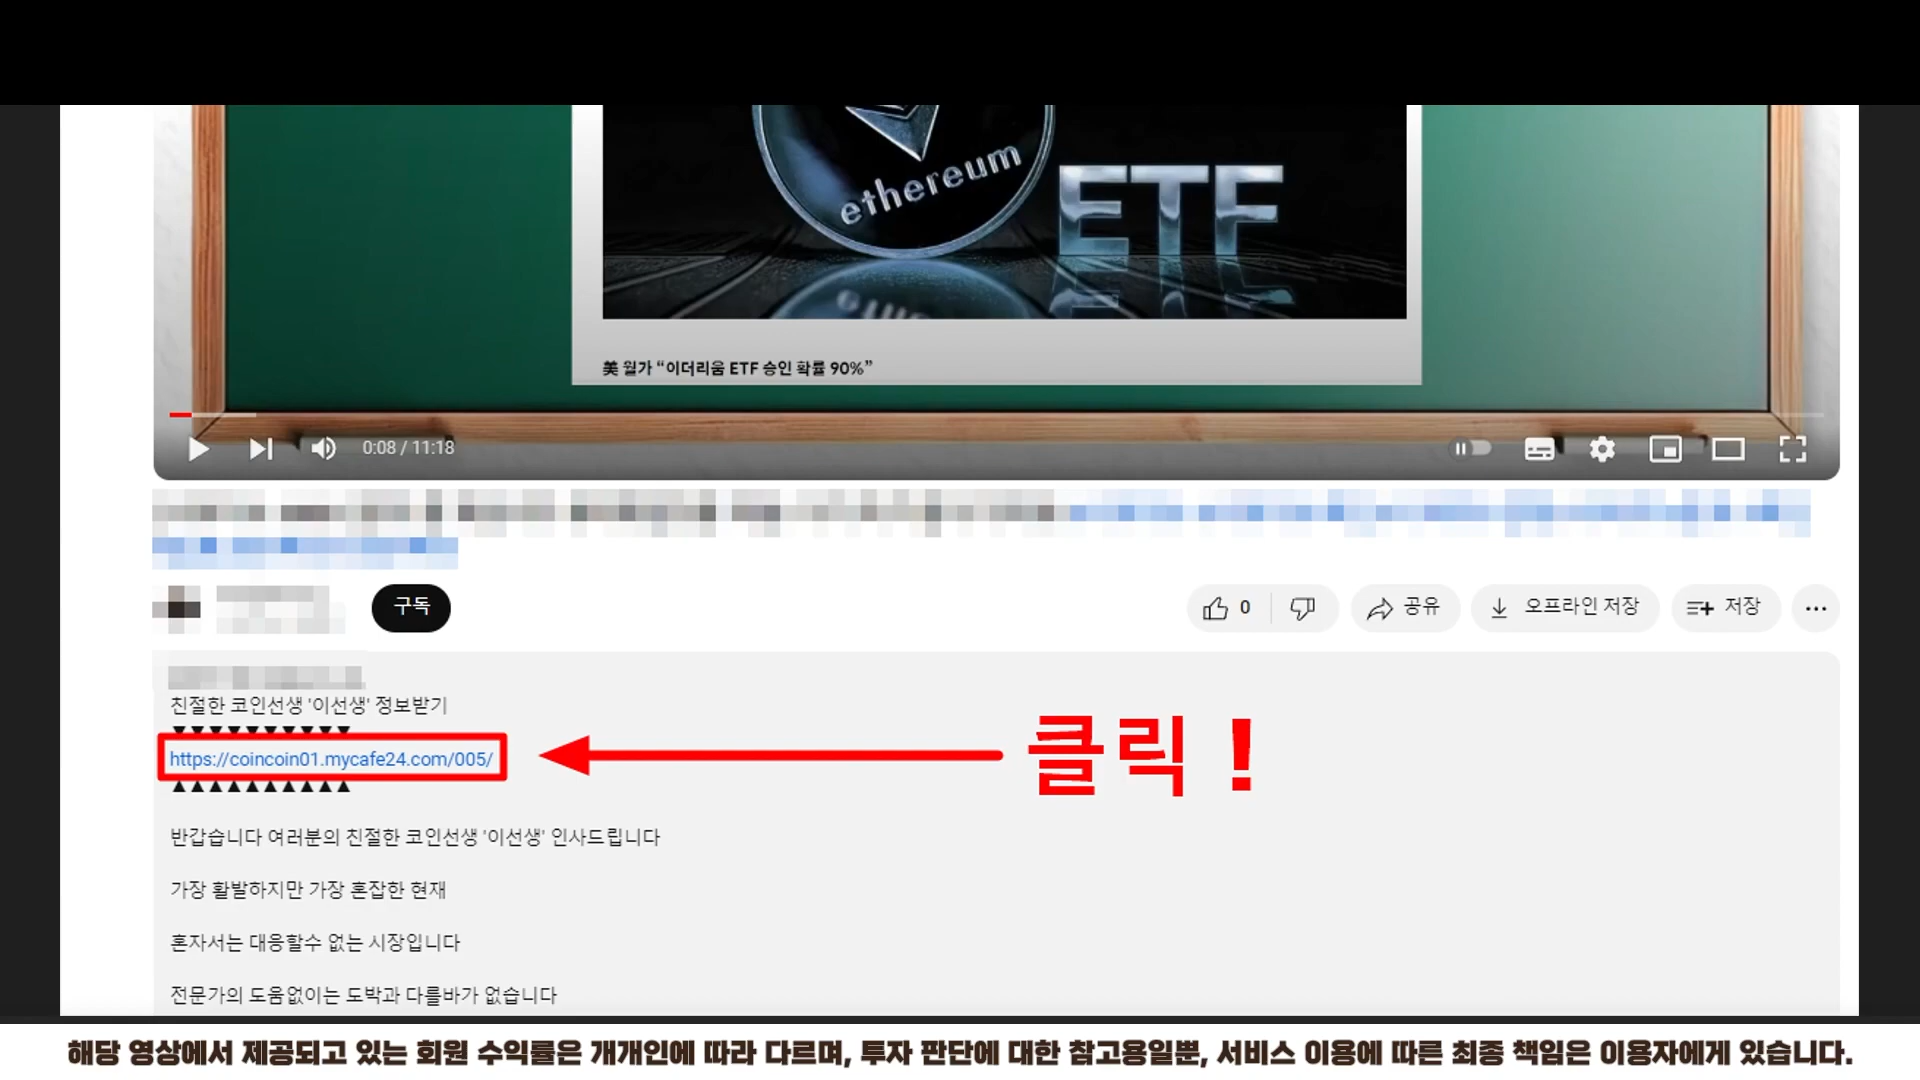 ethereum
ETF
美 월가 “이더리움 ETF 승인 확률 90%”
0:08 / 11:18
구독
0
공유
오프라인 저장
저장
친절한 코인선생 '이선생' 정보받기
▼▼▼▼▼▼▼▼▼▼
https://coincoin01.mycafe24.com/005/
▲▲▲▲▲▲▲▲▲▲
클릭 !
반갑습니다 여러분의 친절한 코인선생 '이선생' 인사드립니다
가장 활발하지만 가장 혼잡한 현재
혼자서는 대응할수 없는 시장입니다
전문가의 도움없이는 도박과 다를바가 없습니다
해당 영상에서 제공되고 있는 회원 수익률은 개개인에 따라 다르며, 투자 판단에 대한 참고용일뿐, 서비스 이용에 따른 최종 책임은 이용자에게 있습니다.